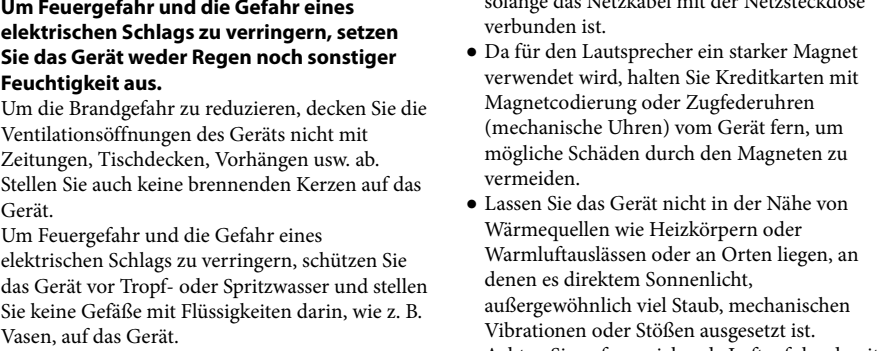 Um Feuergefahr und die Gefahr eines
elektrischen Schlags zu verringern, setzen
Sie das Gerät weder Regen noch sonstiger
Feuchtigkeit aus.
Um die Brandgefahr zu reduzieren, decken Sie die
Ventilationsöffnungen des Geräts nicht mit
Zeitungen, Tischdecken, Vorhängen usw. ab.
Stellen Sie auch keine brennenden Kerzen auf das
Gerät.
Um Feuergefahr und die Gefahr eines
elektrischen Schlags zu verringern, schützen Sie
das Gerät vor Tropf- oder Spritzwasser und stellen
Sie keine Gefäße mit Flüssigkeiten darin, wie z. B.
Vasen, auf das Gerät.
solange das Netzkabel mit der Netzsteckdose
verbunden ist.
● Da für den Lautsprecher ein starker Magnet
verwendet wird, halten Sie Kreditkarten mit
Magnetcodierung oder Zugfederuhren
(mechanische Uhren) vom Gerät fern, um
mögliche Schäden durch den Magneten zu
vermeiden.
● Lassen Sie das Gerät nicht in der Nähe von
Wärmequellen wie Heizkörpern oder
Warmluftauslässen oder an Orten liegen, an
denen es direktem Sonnenlicht,
außergewöhnlich viel Staub, mechanischen
Vibrationen oder Stößen ausgesetzt ist.